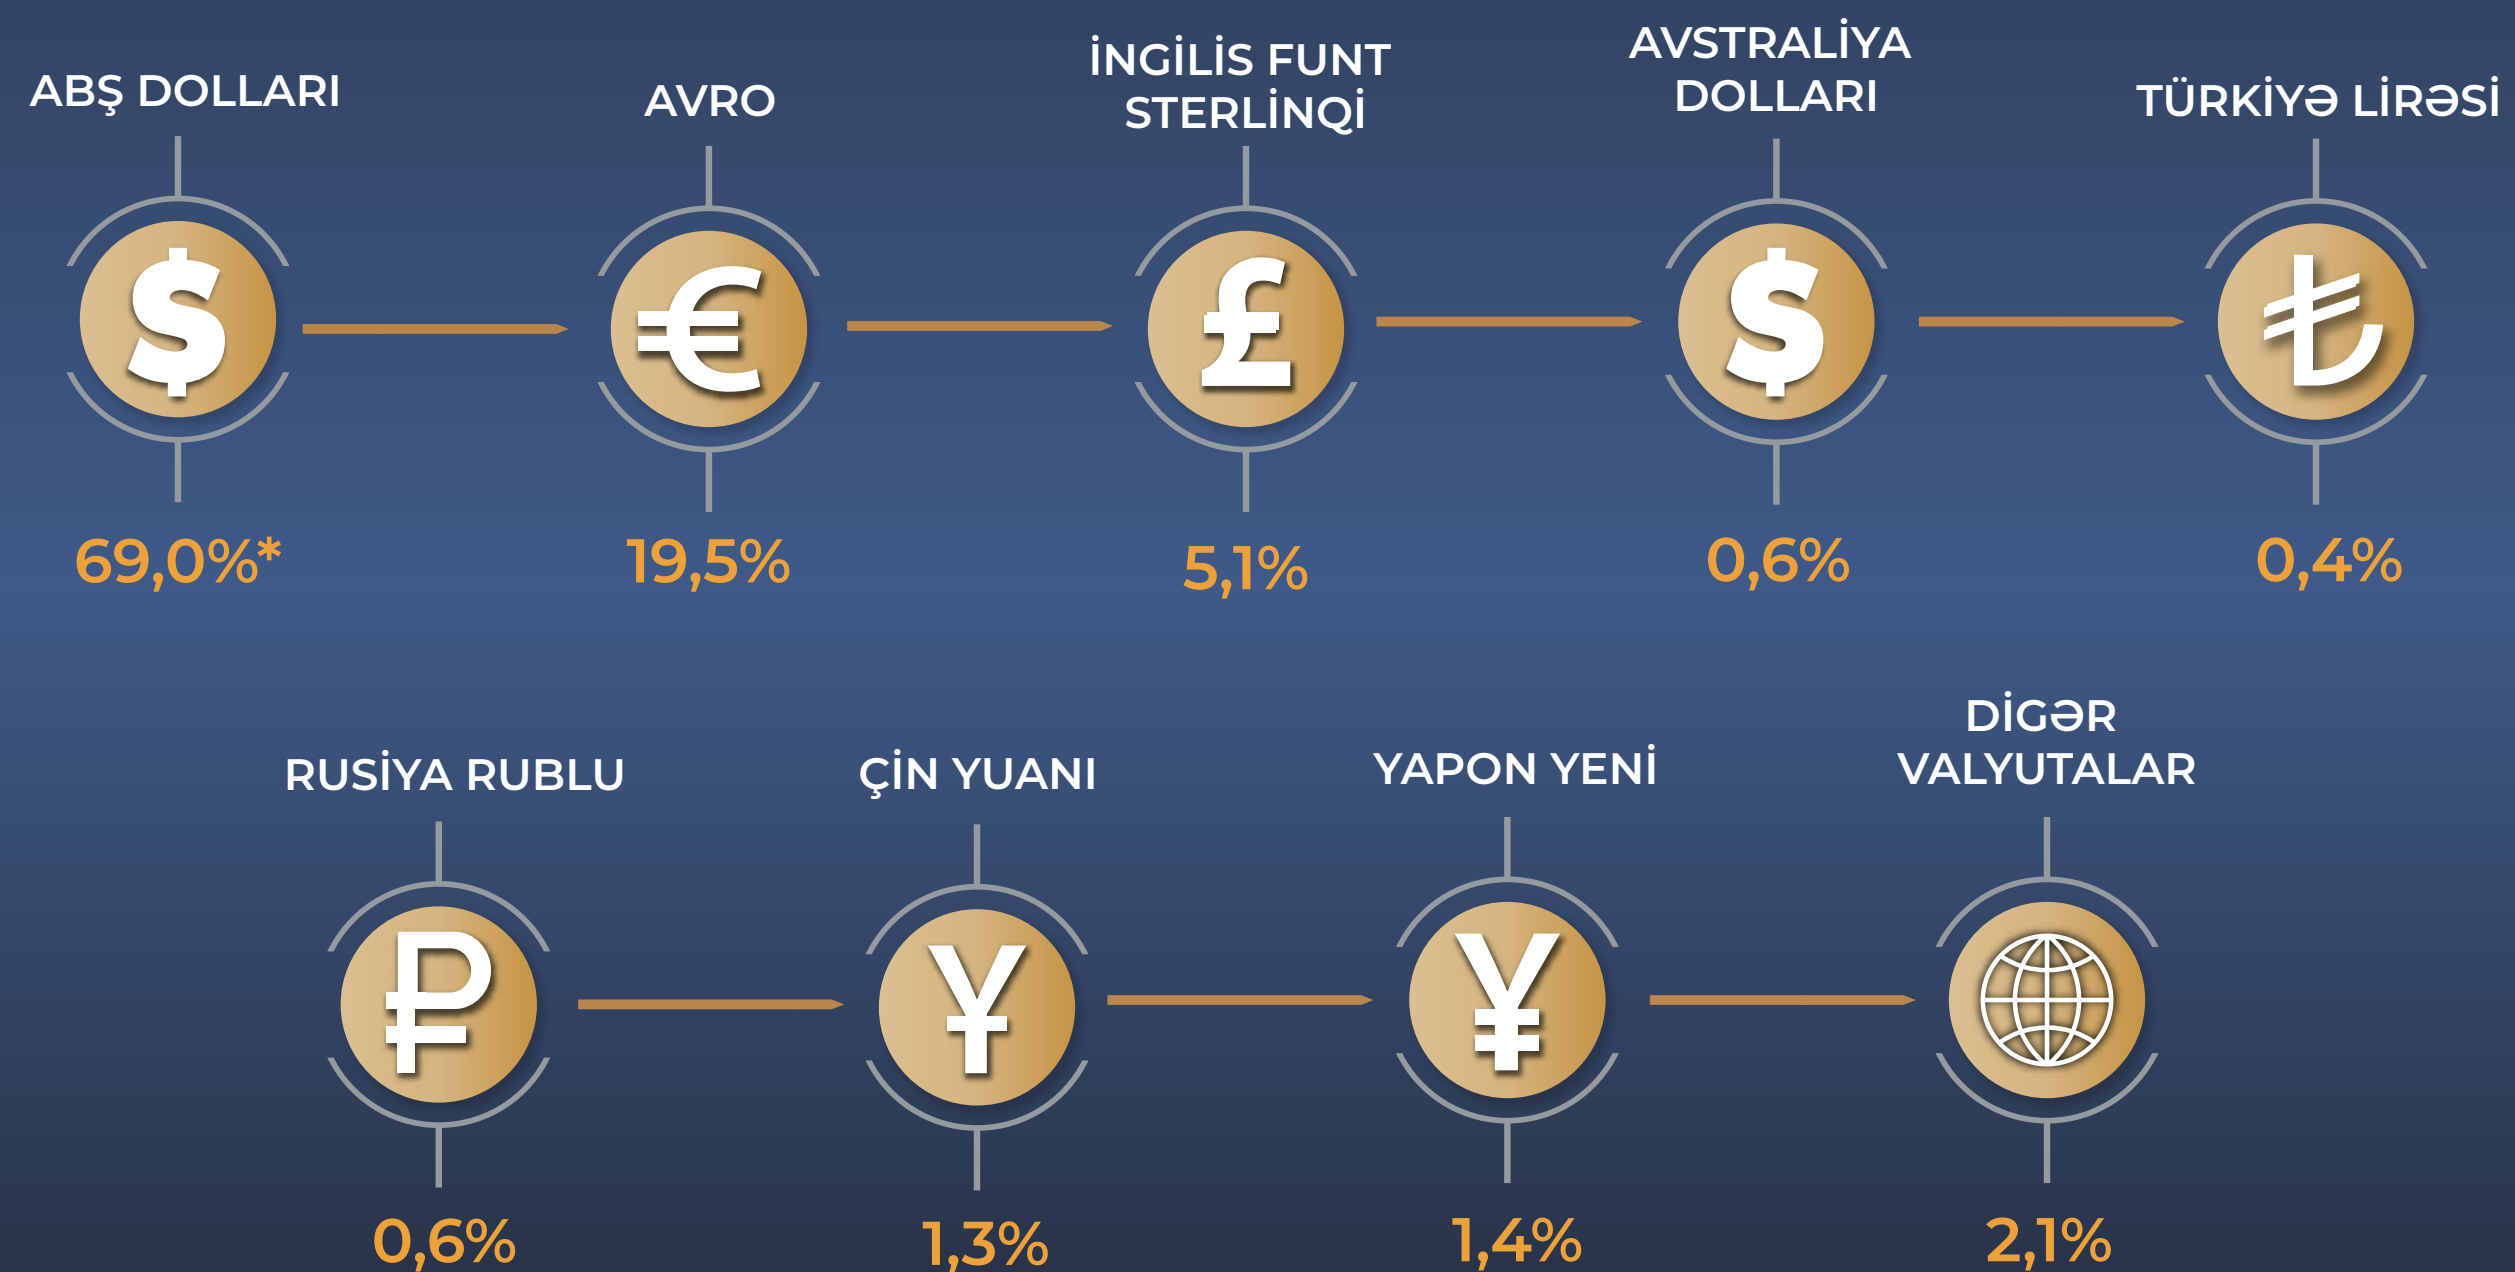 ABŞ DOLLARI
69,0%*
AVRO
19,5%
İNGİLİS FUNT
STERLİNQİ
5,1%
AVSTRALİYA
DOLLARI
0,6%
TÜRKİYƏ LİRƏSİ
0,4%
RUSİYA RUBLU
0,6%
ÇİN YUANI
1,3%
YAPON YENİ
1,4%
DİGƏR
VALYUTALAR
2,1%